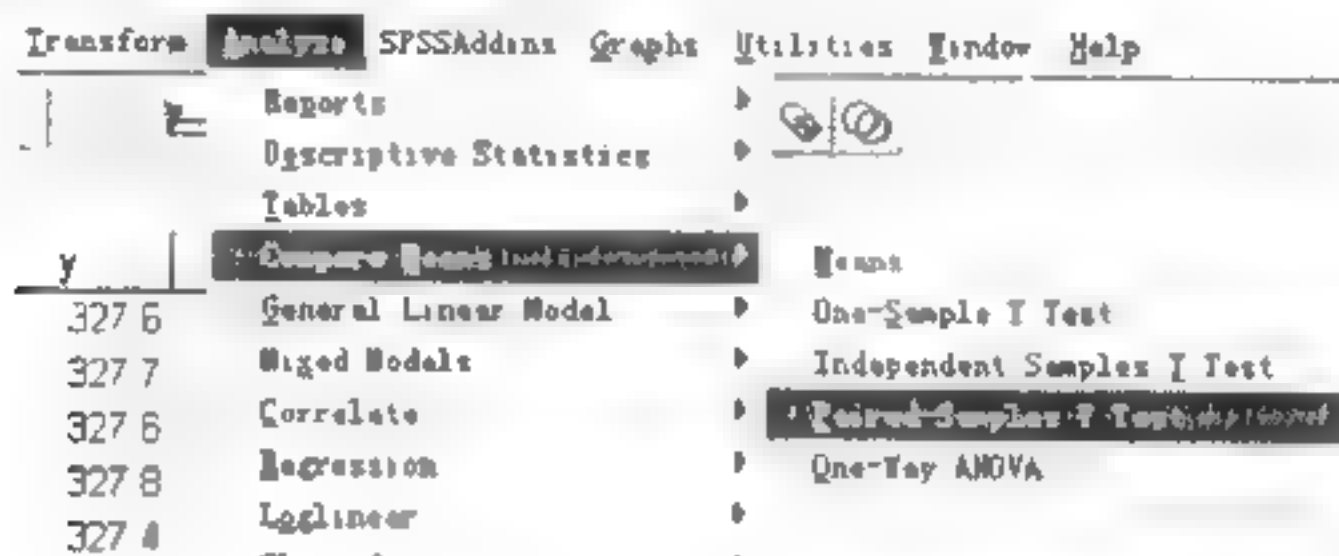 Transform Analyze SPSSAddins Graphs Utilities Window Help
Reports
Descriptive Statistics
Tables
y Compare Means Means
327 6 General Linear Model One-Sample T Test
327 7 Mixed Models Independent Samples T Test
327 6 Correlate Paired-Samples T Test
327 8 Regression One-Way ANOVA
327 4 Loglinear